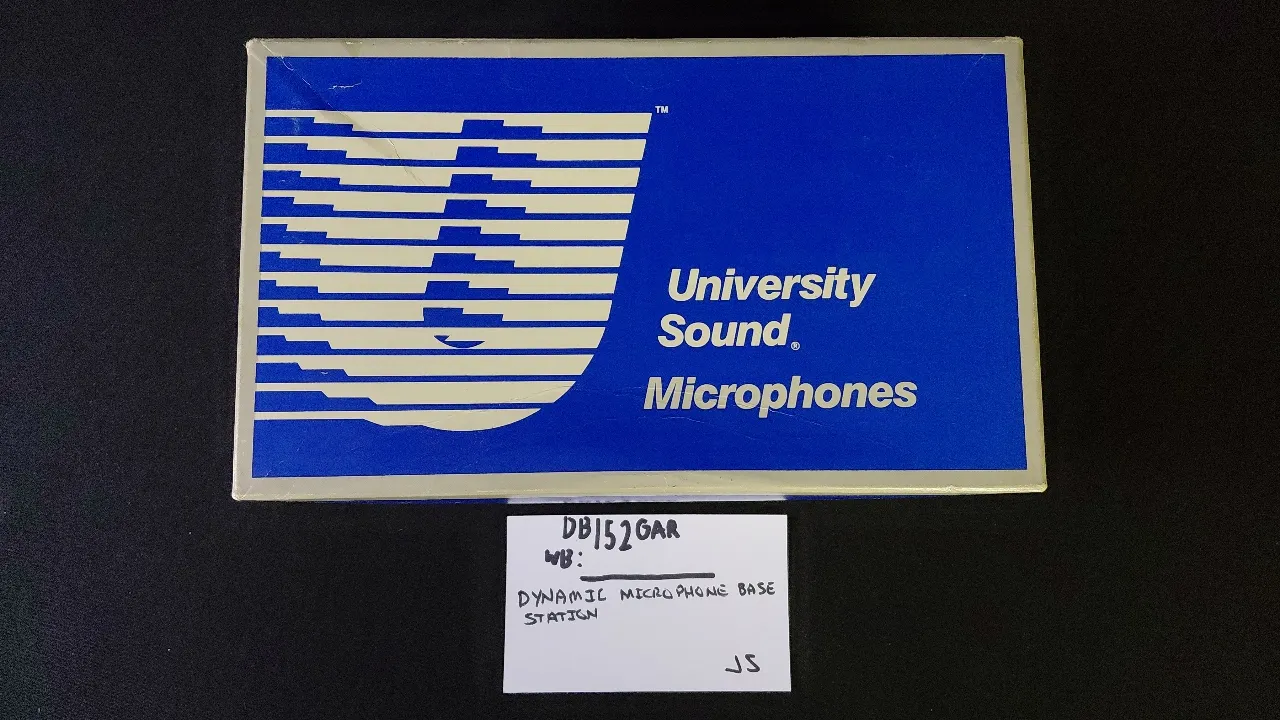 TM
University
Sound®
Microphones
DB152GAR
WB:
DYNAMIC MICROPHONE BASE
STATION
JS